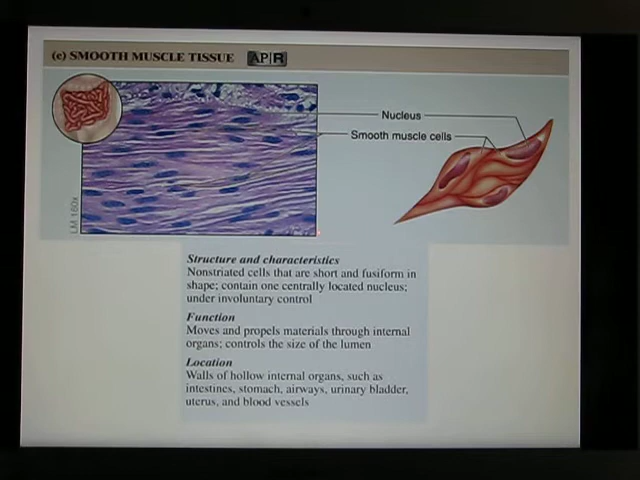 (c) SMOOTH MUSCLE TISSUE AP|R
Nucleus
Smooth muscle cells
LM 180x
Structure and characteristics
Nonstriated cells that are short and fusiform in
shape; contain one centrally located nucleus;
under involuntary control
Function
Moves and propels materials through internal
organs; controls the size of the lumen
Location
Walls of hollow internal organs, such as
intestines, stomach, airways, urinary bladder,
uterus, and blood vessels